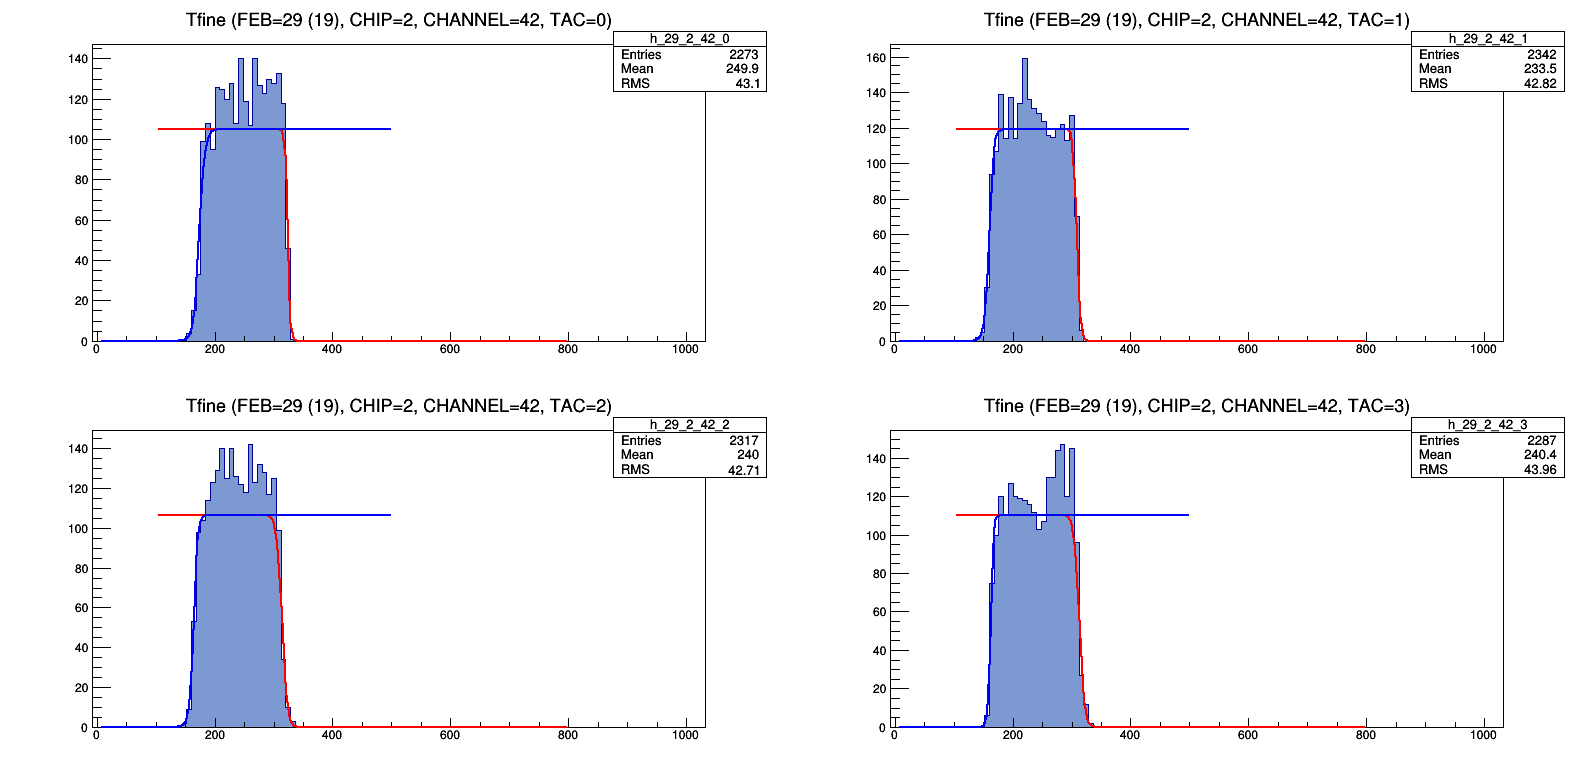 Tfine (FEB=29 (19), CHIP=2, CHANNEL=42, TAC=0)
h_29_2_42_0
Entries 2273
Mean 249.9
RMS 43.1
140
120
100
80
60
40
20
0
0 200 400 600 800 1000
Tfine (FEB=29 (19), CHIP=2, CHANNEL=42, TAC=1)
h_29_2_42_1
Entries 2342
Mean 233.5
RMS 42.82
160
140
120
100
80
60
40
20
0
0 200 400 600 800 1000
Tfine (FEB=29 (19), CHIP=2, CHANNEL=42, TAC=2)
h_29_2_42_2
Entries 2317
Mean 240
RMS 42.71
140
120
100
80
60
40
20
0
0 200 400 600 800 1000
Tfine (FEB=29 (19), CHIP=2, CHANNEL=42, TAC=3)
h_29_2_42_3
Entries 2287
Mean 240.4
RMS 43.96
140
120
100
80
60
40
20
0
0 200 400 600 800 1000